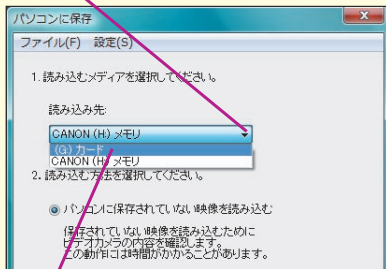 パソコンに保存
ファイル(F) 設定(S)
1. 読み込むメディアを選択してください。
読み込み先:
CANON (H:) メモリ
(G:) カード
CANON (H:) メモリ
2. 読み込む方法を選択してください。
パソコンに保存されていない映像を読み込む
保存されていない映像を読み込むために
ビデオカメラの内容を確認します。
この動作には時間がかかることがあります。